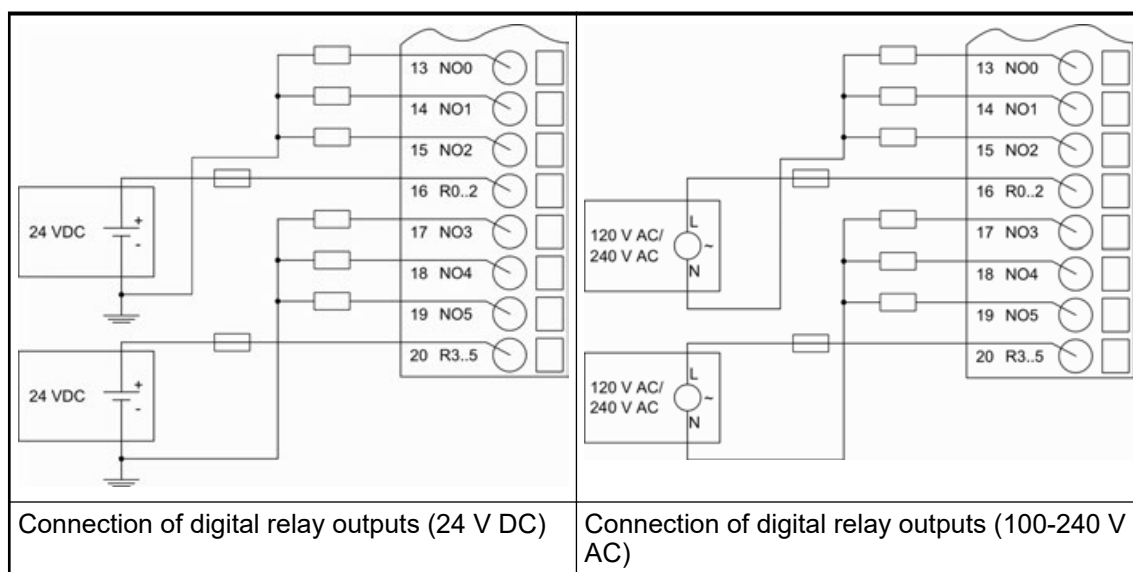 13 NO0
14 NO1
15 NO2
16 R0..2
17 NO3
18 NO4
19 NO5
20 R3..5
24 VDC
+
-
24 VDC
+
-
Connection of digital relay outputs (24 V DC)
13 NO0
14 NO1
15 NO2
16 R0..2
17 NO3
18 NO4
19 NO5
20 R3..5
120 V AC/
240 V AC
L
~
N
120 V AC/
240 V AC
L
~
N
Connection of digital relay outputs (100-240 V
AC)